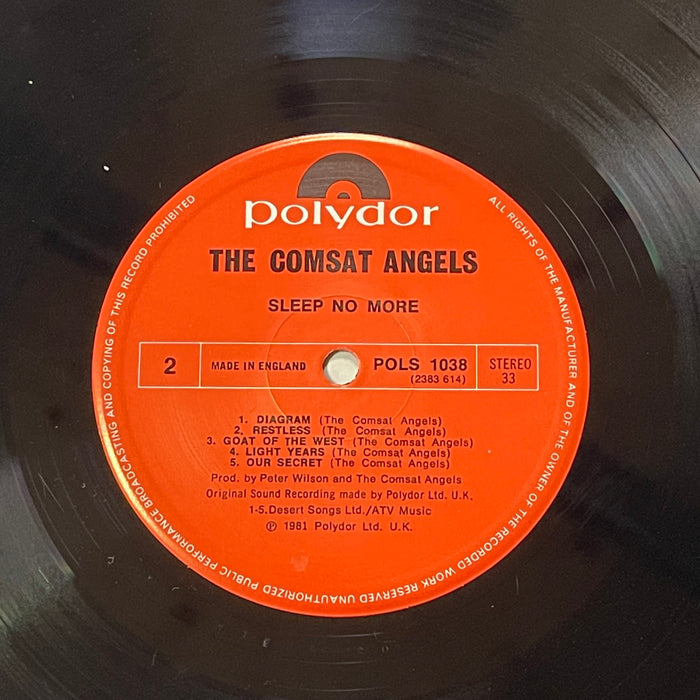 polydor
THE COMSAT ANGELS
SLEEP NO MORE
2
MADE IN ENGLAND
POLS 1038
(2383 614)
STEREO
33
1. DIAGRAM (The Comsat Angels)
2. RESTLESS (The Comsat Angels)
3. GOAT OF THE WEST (The Comsat Angels)
4. LIGHT YEARS (The Comsat Angels)
5. OUR SECRET (The Comsat Angels)
Prod. by Peter Wilson and The Comsat Angels
Original Sound Recording made by Polydor Ltd. U.K.
1-5.Desert Songs Ltd./ATV Music
℗ 1981 Polydor Ltd. U.K.
ALL RIGHTS OF THE MANUFACTURER AND OF THE OWNER OF THE RECORDED WORK RESERVED UNAUTHORIZED PUBLIC PERFORMANCE BROADCASTING AND COPYING OF THIS RECORD PROHIBITED